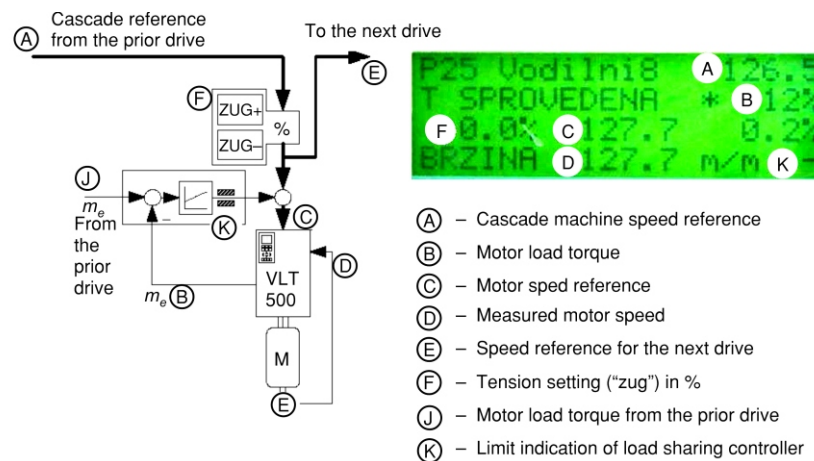 Cascade reference
from the prior drive
A
To the next drive
E
F
ZUG+
ZUG–
%
J
mₑ
From
the
prior
drive
–
K
C
D
VLT
500
mₑ B
M
E
P25 Vodilni8 A 126.5
T SPROVEDENA * B 12%
F 0.0% C 127.7 0.2%
BRZINA D 127.7 m/m K -
A – Cascade machine speed reference
B – Motor load torque
C – Motor sped reference
D – Measured motor speed
E – Speed reference for the next drive
F – Tension setting (“zug”) in %
J – Motor load torque from the prior drive
K – Limit indication of load sharing controller